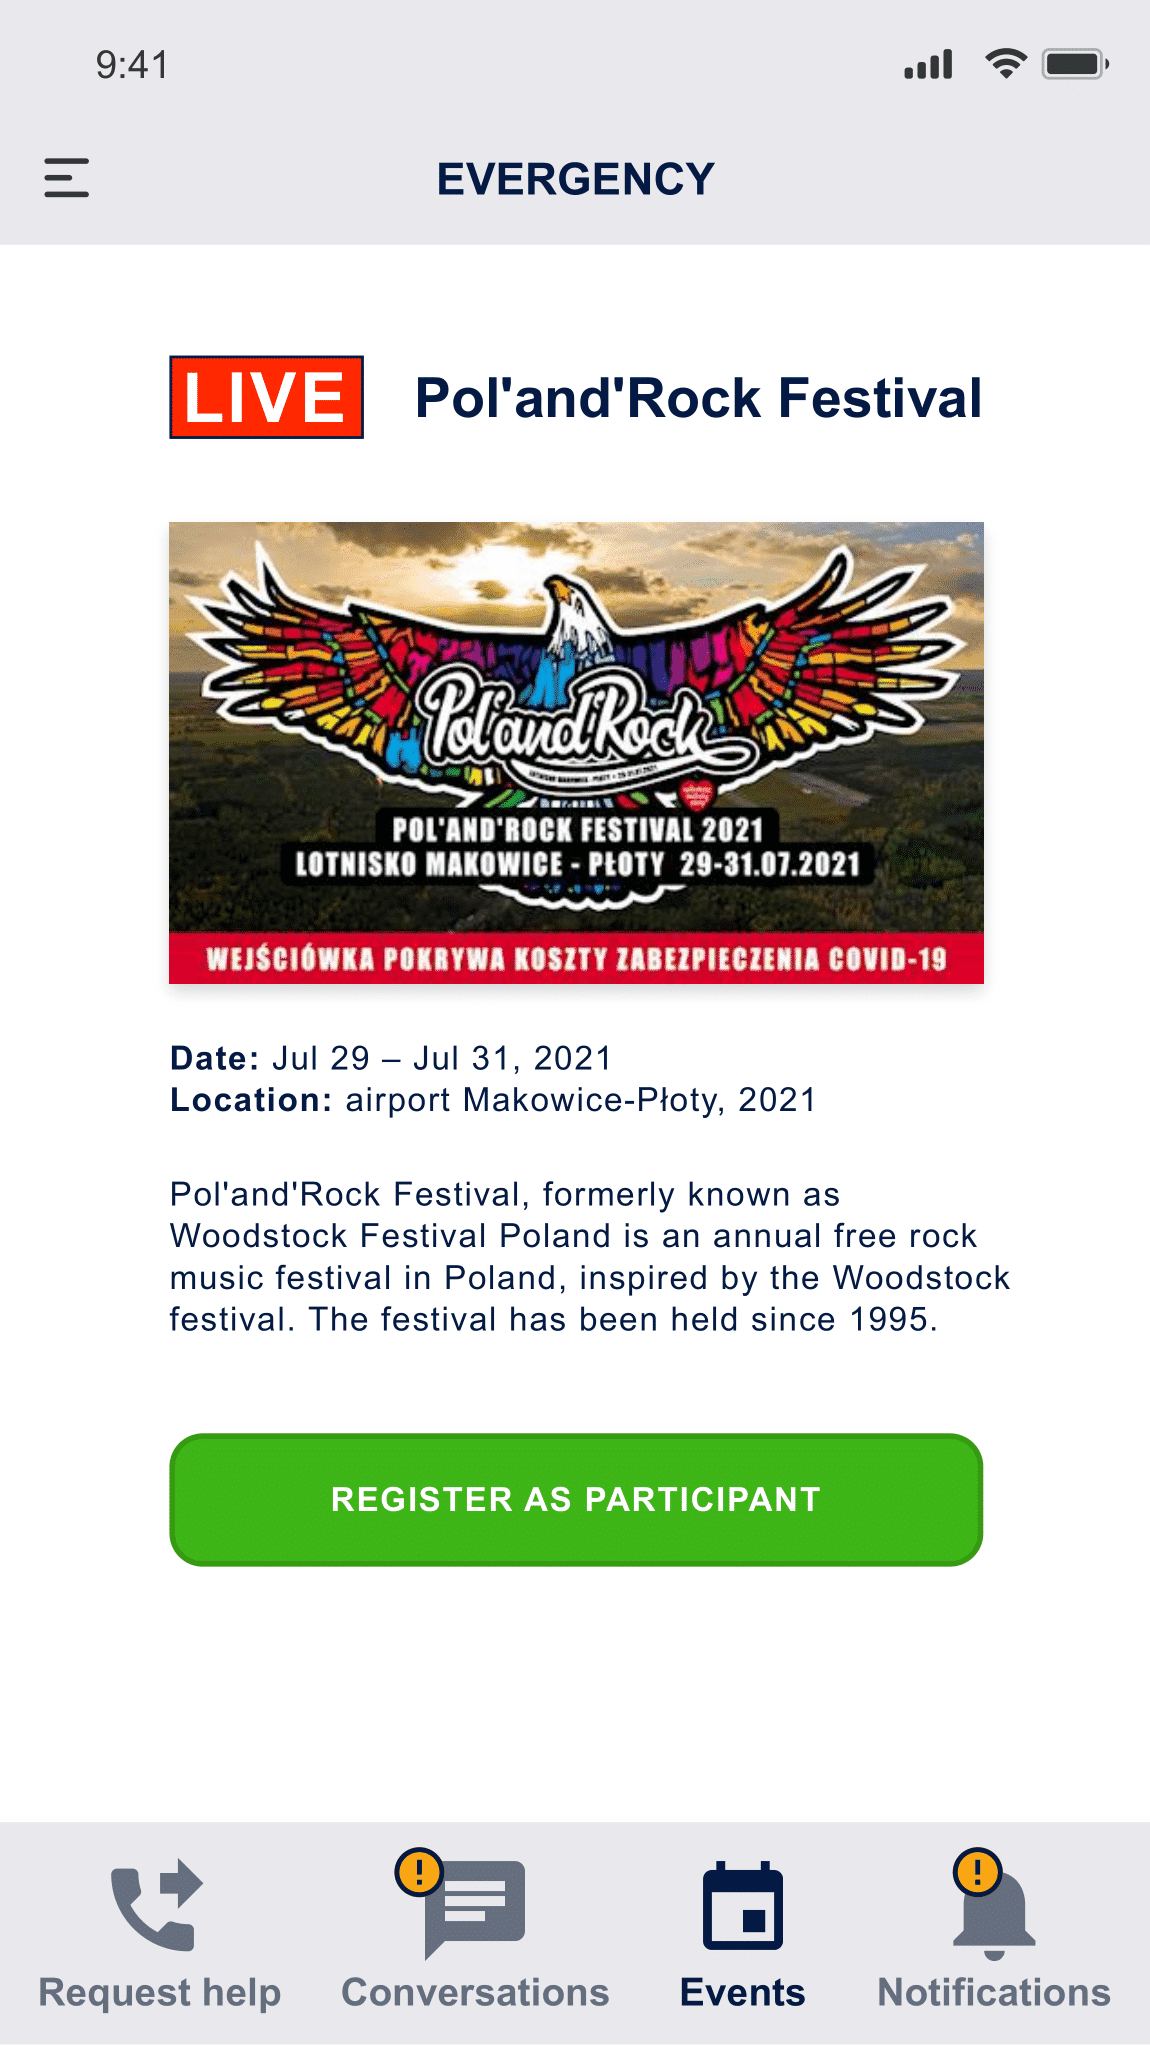 9:41
EVERGENCY
LIVE
Pol'and'Rock Festival
Pol'and'Rock
POL'AND'ROCK FESTIVAL 2021
LOTNISKO MAKOWICE - PŁOTY 29-31.07.2021
WEJŚCIÓWKA POKRYWA KOSZTY ZABEZPIECZENIA COVID-19
Date: Jul 29 – Jul 31, 2021
Location: airport Makowice-Płoty, 2021
Pol'and'Rock Festival, formerly known as
Woodstock Festival Poland is an annual free rock
music festival in Poland, inspired by the Woodstock
festival. The festival has been held since 1995.
REGISTER AS PARTICIPANT
!
!
Request help
Conversations
Events
Notifications